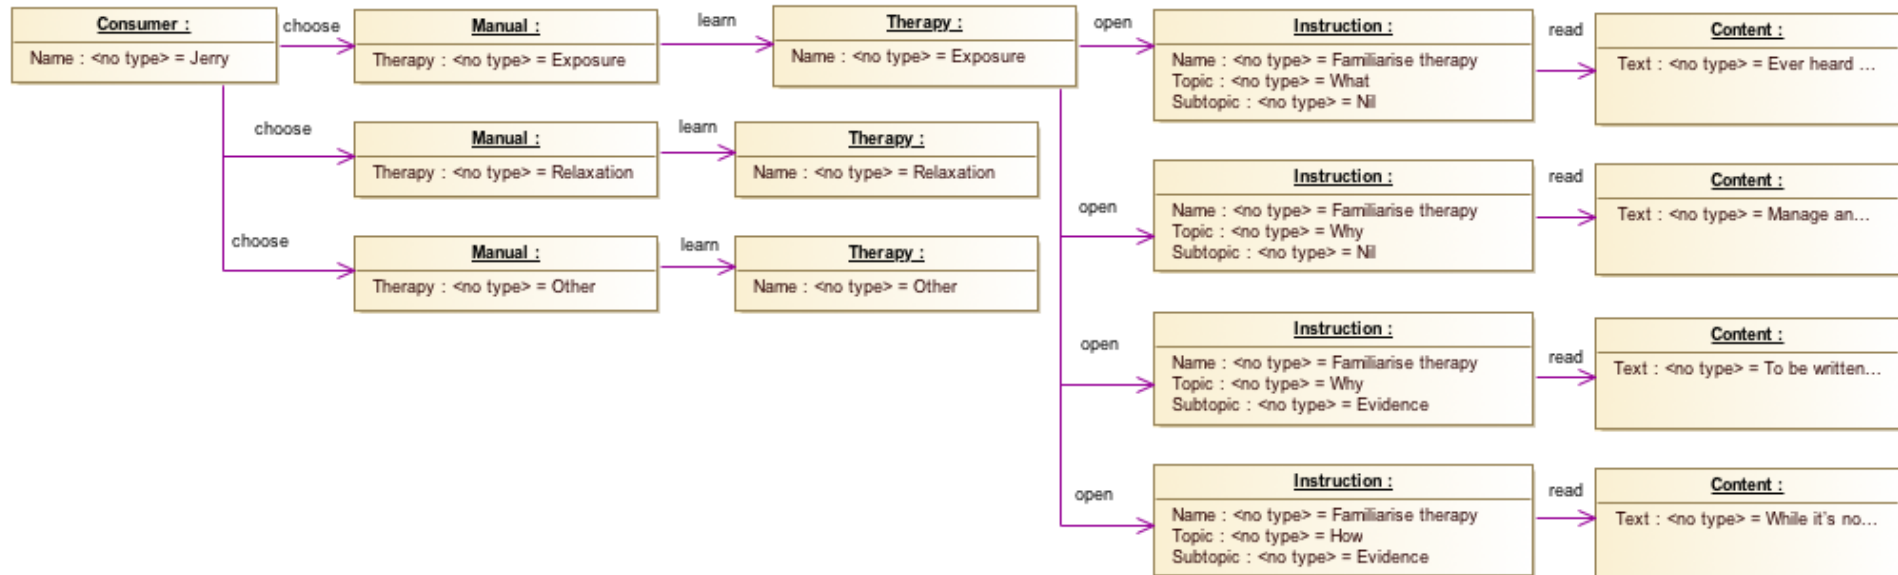 Consumer :
Name : <no type> = Jerry
choose
Manual :
Therapy : <no type> = Exposure
learn
Therapy :
Name : <no type> = Exposure
open
Instruction :
Name : <no type> = Familiarise therapy
Topic : <no type> = What
Subtopic : <no type> = Nil
read
Content :
Text : <no type> = Ever heard ...
choose
Manual :
Therapy : <no type> = Relaxation
learn
Therapy :
Name : <no type> = Relaxation
open
Instruction :
Name : <no type> = Familiarise therapy
Topic : <no type> = Why
Subtopic : <no type> = Nil
read
Content :
Text : <no type> = Manage an...
choose
Manual :
Therapy : <no type> = Other
learn
Therapy :
Name : <no type> = Other
open
Instruction :
Name : <no type> = Familiarise therapy
Topic : <no type> = Why
Subtopic : <no type> = Evidence
read
Content :
Text : <no type> = To be written...
open
Instruction :
Name : <no type> = Familiarise therapy
Topic : <no type> = How
Subtopic : <no type> = Evidence
read
Content :
Text : <no type> = While it's no...